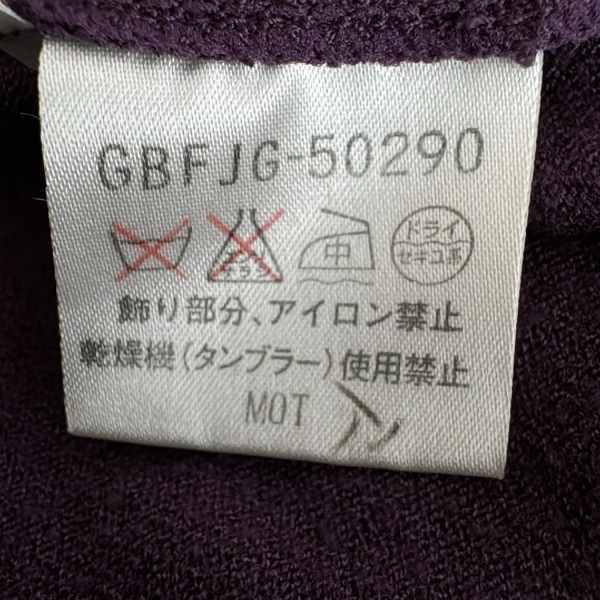 GBFJG-50290
中 ドライ
セキユ系
飾り部分、アイロン禁止
乾燥機(タンブラー)使用禁止
MOT